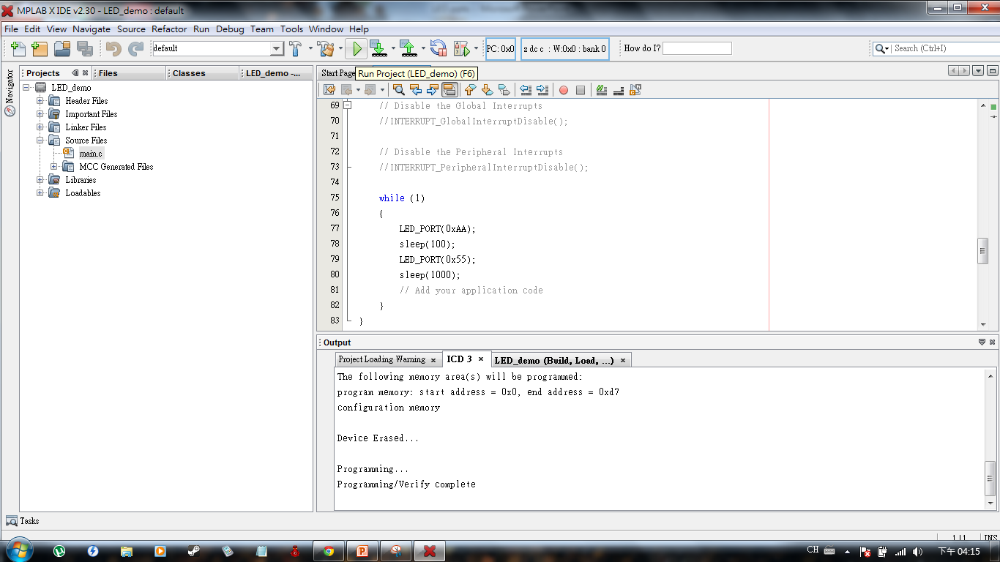 MPLAB X IDE v2.30 - LED_demo : default
File Edit View Navigate Source Refactor Run Debug Team Tools Window Help
default
PC: 0x0
z dc c : W:0x0 : bank 0
How do I?
Search (Ctrl+I)
Navigator
Projects
Files
Classes
LED_demo -...
Start Page
Run Project (LED_demo) (F6)
LED_demo
Header Files
Important Files
Linker Files
Source Files
main.c
MCC Generated Files
Libraries
Loadables
69 // Disable the Global Interrupts
70 //INTERRUPT_GlobalInterruptDisable();
71
72 // Disable the Peripheral Interrupts
73 //INTERRUPT_PeripheralInterruptDisable();
74
75 while (1)
76 {
77 LED_PORT(0xAA);
78 sleep(100);
79 LED_PORT(0x55);
80 sleep(1000);
81 // Add your application code
82 }
83 }
Output
Project Loading Warning
ICD 3
LED_demo (Build, Load, ...)
The following memory area(s) will be programmed:
program memory: start address = 0x0, end address = 0xd7
configuration memory
Device Erased...
Programming...
Programming/Verify complete
Tasks
1 | 1
INS
CH
下午 04:15